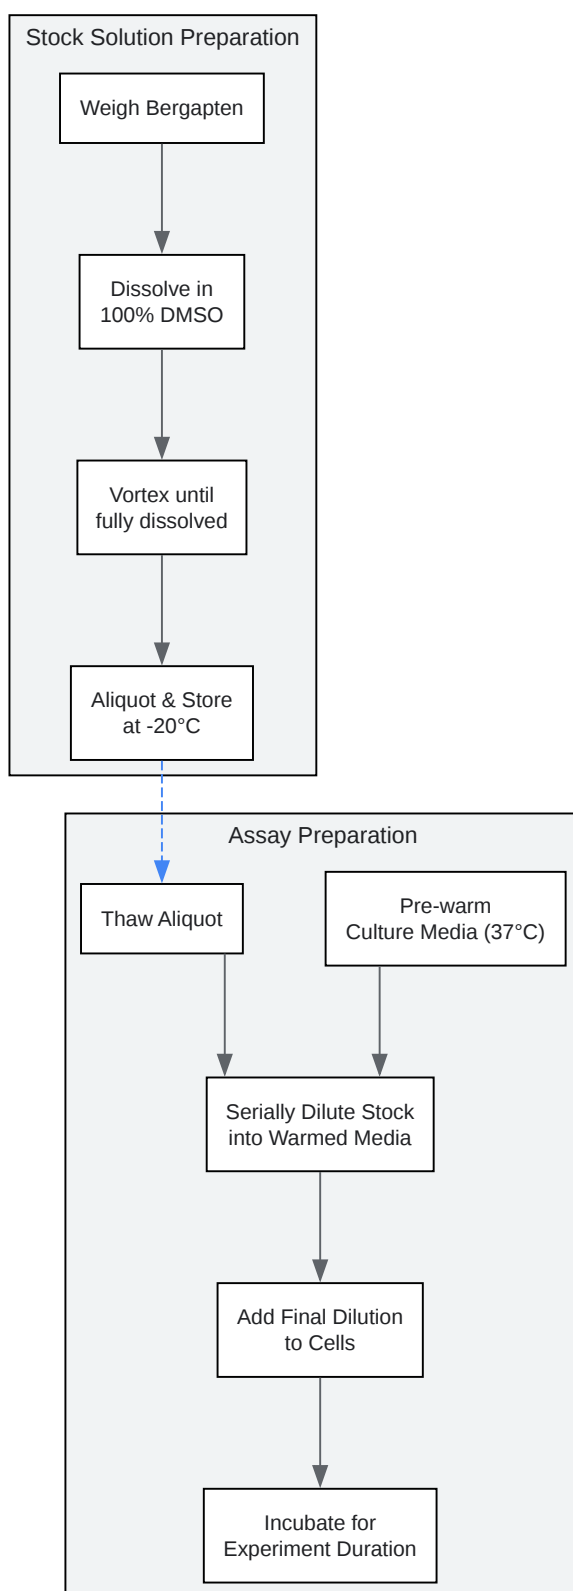 Stock Solution Preparation
Weigh Bergapten
Dissolve in
100% DMSO
Vortex until
fully dissolved
Aliquot & Store
at -20°C
Assay Preparation
Thaw Aliquot
Pre-warm
Culture Media (37°C)
Serially Dilute Stock
into Warmed Media
Add Final Dilution
to Cells
Incubate for
Experiment Duration